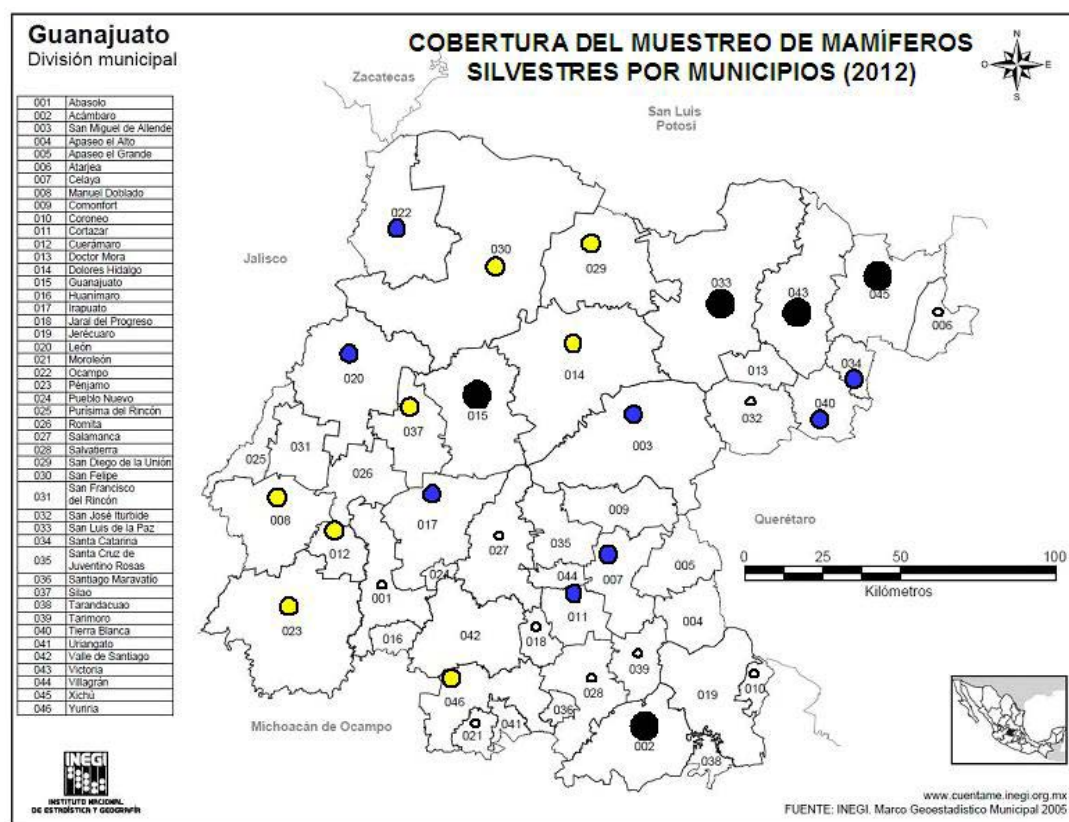 Guanajuato
División municipal
COBERTURA DEL MUESTREO DE MAMÍFEROS
SILVESTRES POR MUNICIPIOS (2012)
N
O E
S
Zacatecas
San Luis
Potosí
Jalisco
Querétaro
Michoacán de Ocampo
001 Abasolo
002 Acámbaro
003 San Miguel de Allende
004 Apaseo el Alto
005 Apaseo el Grande
006 Atarjea
007 Celaya
008 Manuel Doblado
009 Comonfort
010 Coroneo
011 Cortazar
012 Cuerámaro
013 Doctor Mora
014 Dolores Hidalgo
015 Guanajuato
016 Huanímaro
017 Irapuato
018 Jaral del Progreso
019 Jerécuaro
020 León
021 Moroleón
022 Ocampo
023 Pénjamo
024 Pueblo Nuevo
025 Purísima del Rincón
026 Romita
027 Salamanca
028 Salvatierra
029 San Diego de la Unión
030 San Felipe
031 San Francisco
del Rincón
032 San José Iturbide
033 San Luis de la Paz
034 Santa Catarina
035 Santa Cruz de
Juventino Rosas
036 Santiago Maravatío
037 Silao
038 Tarandacuao
039 Tarimoro
040 Tierra Blanca
041 Uriangato
042 Valle de Santiago
043 Victoria
044 Villagrán
045 Xichú
046 Yuriria
022
030
029
033
043
045
006
034
013
040
032
014
020
015
037
003
031
025
026
008
017
012
027
009
035
005
044
007
024
001
011
023
016
042
018
004
039
028
019
010
046
036
041
021
002
038
0 25 50 100
Kilómetros
INEGI
INSTITUTO NACIONAL
DE ESTADÍSTICA Y GEOGRAFÍA
www.cuentame.inegi.org.mx
FUENTE: INEGI. Marco Geoestadístico Municipal 2005